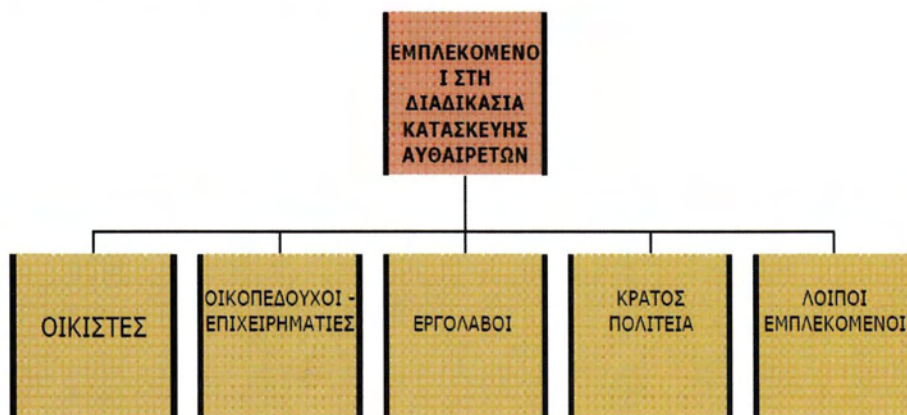 ΕΜΠΛΕΚΟΜΕΝΟ
Ι ΣΤΗ
ΔΙΑΔΙΚΑΣΙΑ
ΚΑΤΑΣΚΕΥΗΣ
ΑΥΘΑΙΡΕΤΩΝ
ΟΙΚΙΣΤΕΣ
ΟΙΚΟΠΕΔΟΥΧΟΙ -
ΕΠΙΧΕΙΡΗΜΑΤΙΕΣ
ΕΡΓΟΛΑΒΟΙ
ΚΡΑΤΟΣ
ΠΟΛΙΤΕΙΑ
ΛΟΙΠΟΙ
ΕΜΠΛΕΚΟΜΕΝΟΙ